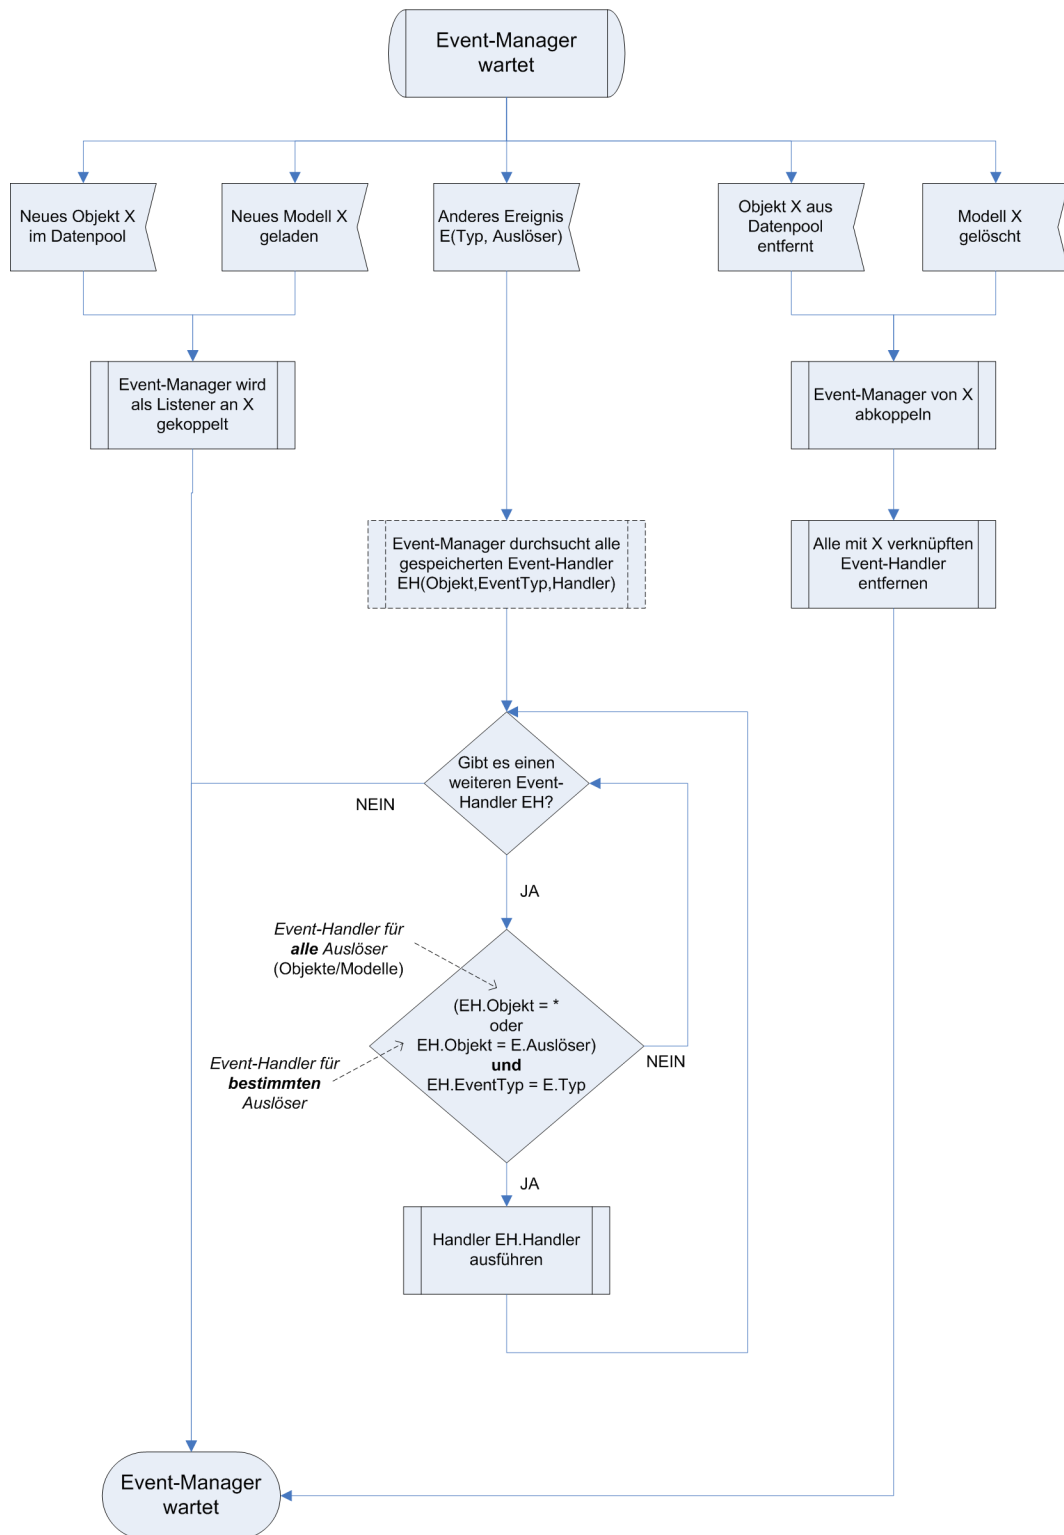 Event-Manager
wartet
Neues Objekt X
im Datenpool
Neues Modell X
geladen
Anderes Ereignis
E(Typ, Auslöser)
Objekt X aus
Datenpool
entfernt
Modell X
gelöscht
Event-Manager wird
als Listener an X
gekoppelt
Event-Manager von X
abkoppeln
Event-Manager durchsucht alle
gespeicherten Event-Handler
EH(Objekt,EventTyp,Handler)
Alle mit X verknüpften
Event-Handler
entfernen
Gibt es einen
weiteren Event-
Handler EH?
NEIN
JA
Event-Handler für
alle Auslöser
(Objekte/Modelle)
(EH.Objekt = *
oder
EH.Objekt = E.Auslöser)
und
EH.EventTyp = E.Typ
NEIN
Event-Handler für
bestimmten
Auslöser
JA
Handler EH.Handler
ausführen
Event-Manager
wartet